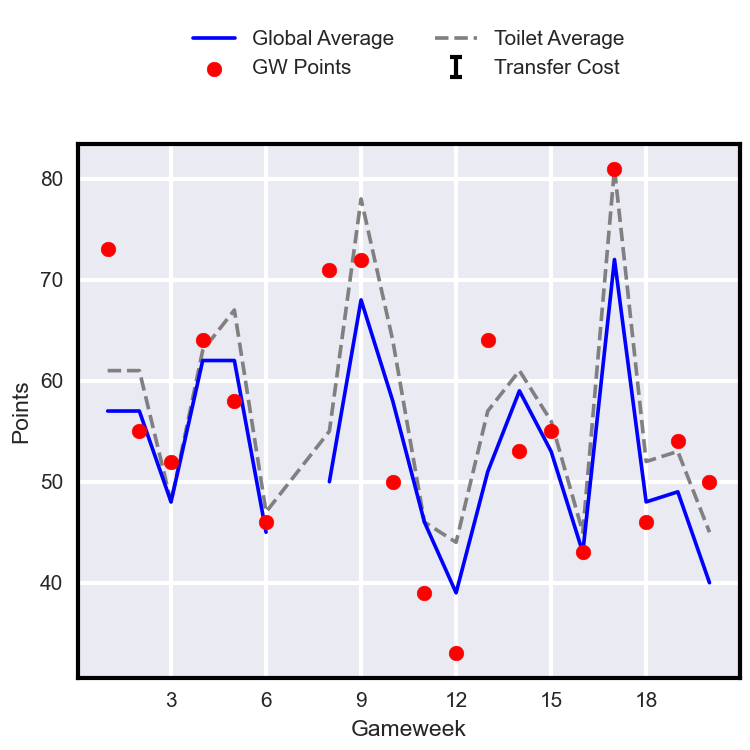 Global Average
Toilet Average
GW Points
Transfer Cost
80
70
60
50
40
Points
3
6
9
12
15
18
Gameweek